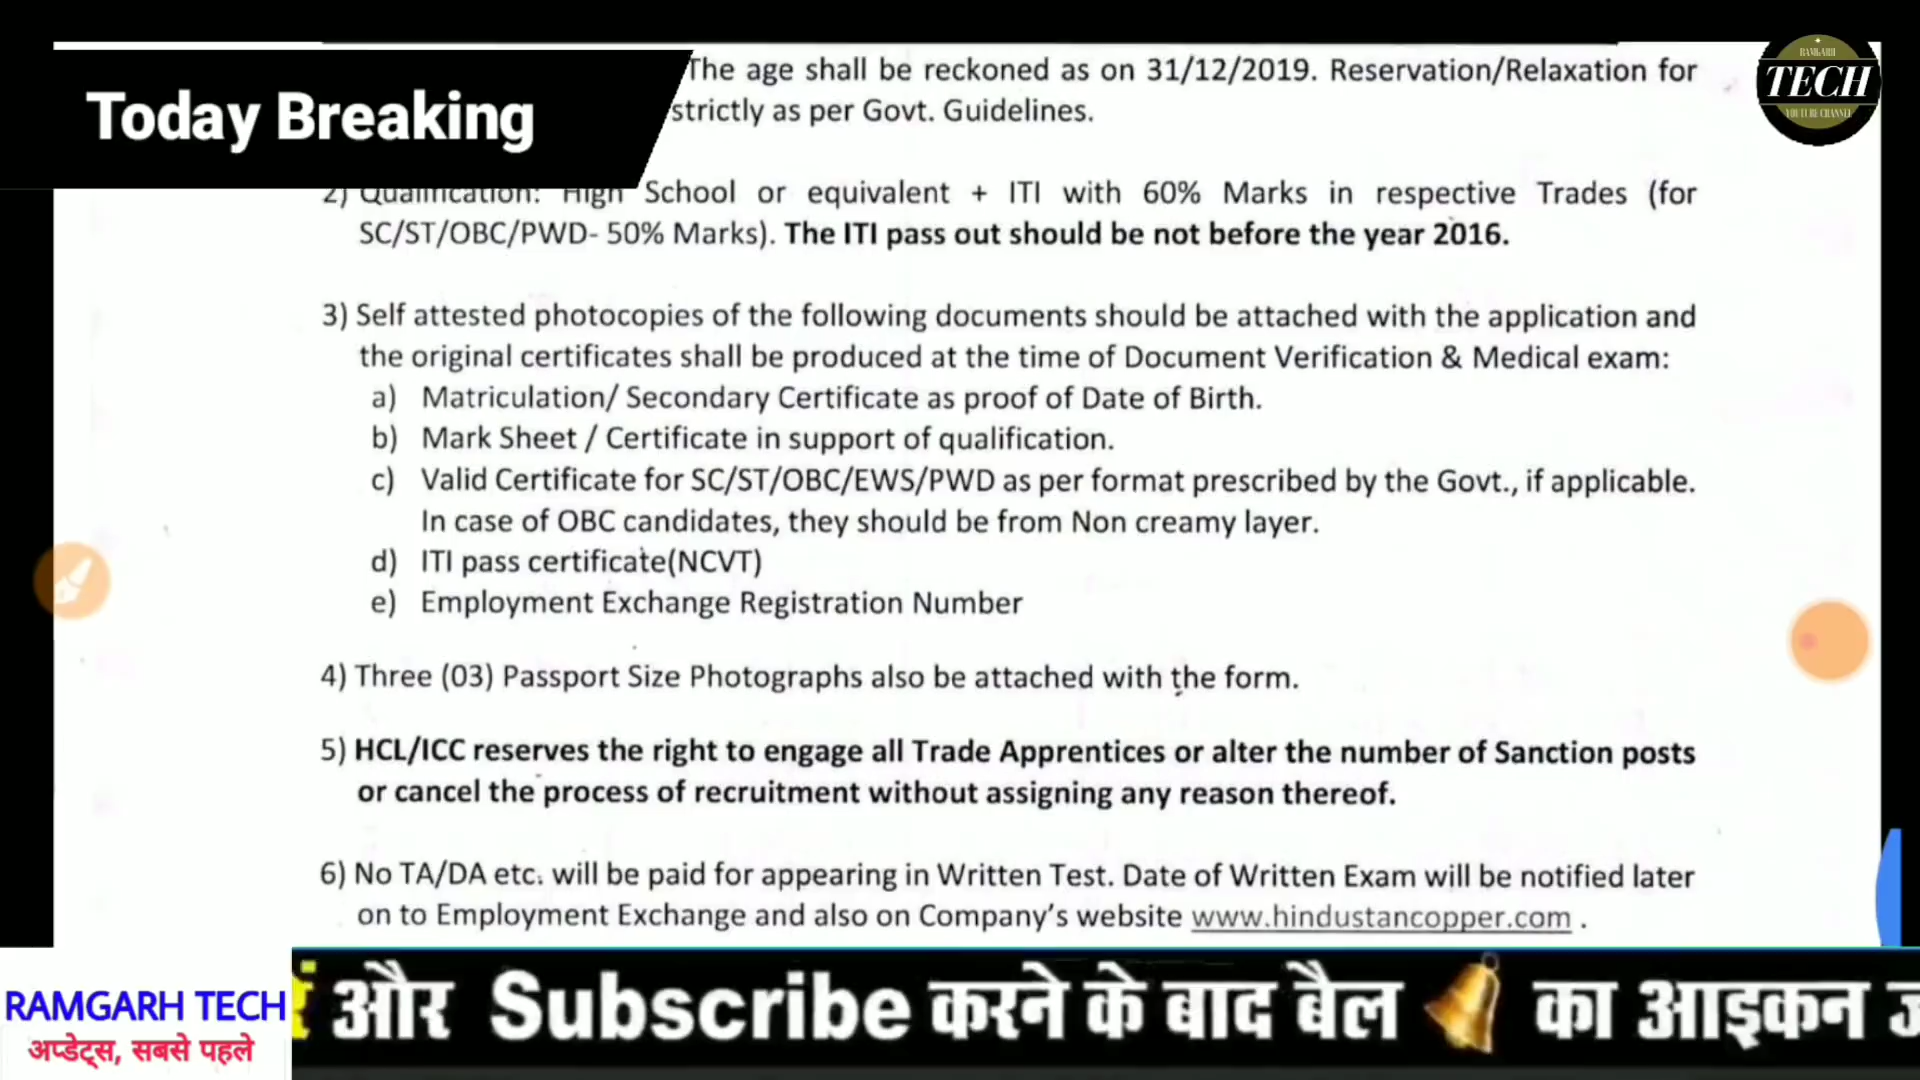 The age shall be reckoned as on 31/12/2019. Reservation/Relaxation for
strictly as per Govt. Guidelines.
Today Breaking
RAMGARH
TECH
YOUTUBE CHANNEL
2) Qualification: High School or equivalent + ITI with 60% Marks in respective Trades (for
SC/ST/OBC/PWD- 50% Marks). The ITI pass out should be not before the year 2016.
3) Self attested photocopies of the following documents should be attached with the application and
the original certificates shall be produced at the time of Document Verification & Medical exam:
a) Matriculation/ Secondary Certificate as proof of Date of Birth.
b) Mark Sheet / Certificate in support of qualification.
c) Valid Certificate for SC/ST/OBC/EWS/PWD as per format prescribed by the Govt., if applicable.
In case of OBC candidates, they should be from Non creamy layer.
d) ITI pass certificate(NCVT)
e) Employment Exchange Registration Number
4) Three (03) Passport Size Photographs also be attached with the form.
5) HCL/ICC reserves the right to engage all Trade Apprentices or alter the number of Sanction posts
or cancel the process of recruitment without assigning any reason thereof.
6) No TA/DA etc. will be paid for appearing in Written Test. Date of Written Exam will be notified later
on to Employment Exchange and also on Company's website www.hindustancopper.com .
और Subscribe करने के बाद बैल 🔔 का आइकन
RAMGARH TECH
अप्डेट्स, सबसे पहले